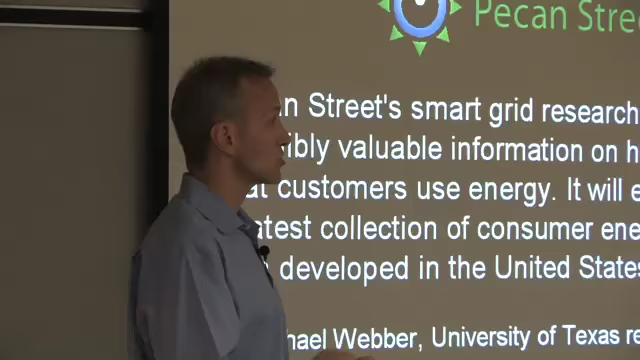 Pecan Stre
n Street's smart grid research
ibly valuable information on h
at customers use energy. It will e
atest collection of consumer ene
developed in the United States
hael Webber, University of Texas re